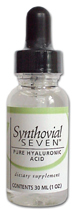 Synthovial
SEVEN
PURE HYALURONIC
ACID
dietary supplement
CONTENTS 30 ML (1 OZ)